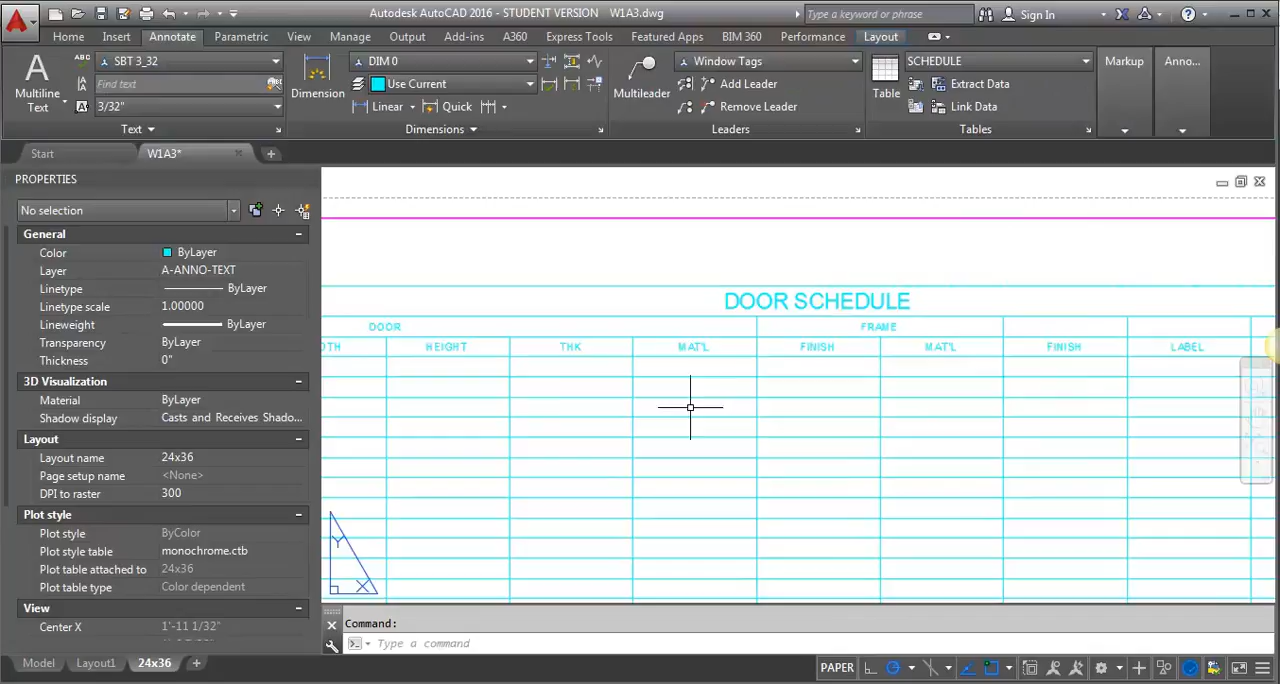 Autodesk AutoCAD 2016 - STUDENT VERSION W1A3.dwg
Type a keyword or phrase
Sign In
Home Insert Annotate Parametric View Manage Output Add-ins A360 Express Tools Featured Apps BIM 360 Performance Layout
Multiline Text
SBT 3_32
Find text
3/32"
Text
Dimension
DIM 0
Use Current
Linear
Quick
Dimensions
Multileader
Window Tags
Add Leader
Remove Leader
Leaders
Table
SCHEDULE
Extract Data
Link Data
Tables
Markup
Anno...
Start
W1A3*
PROPERTIES
No selection
General
Color ByLayer
Layer A-ANNO-TEXT
Linetype ByLayer
Linetype scale 1.00000
Lineweight ByLayer
Transparency ByLayer
Thickness 0"
3D Visualization
Material ByLayer
Shadow display Casts and Receives Shado...
Layout
Layout name 24x36
Page setup name <None>
DPI to raster 300
Plot style
Plot style ByColor
Plot style table monochrome.ctb
Plot table attached to 24x36
Plot table type Color dependent
View
Center X 1'-11 1/32"
DOOR SCHEDULE
DOOR FRAME
DTH HEIGHT THK MAT'L FINISH MAT'L FINISH LABEL
Y
X
Command:
Type a command
Model Layout1 24x36
PAPER